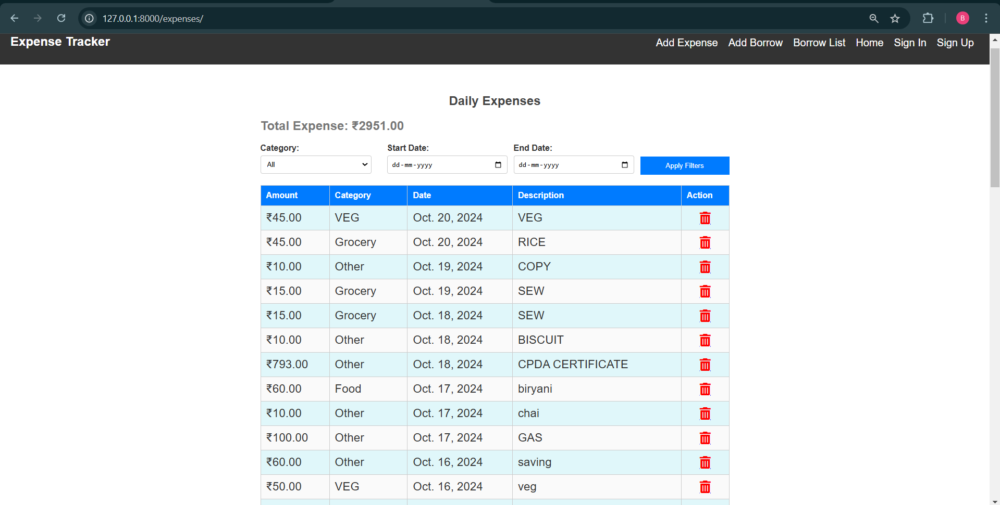 127.0.0.1:8000/expenses/
B
Expense Tracker
Add Expense Add Borrow Borrow List Home Sign In Sign Up
Daily Expenses
Total Expense: ₹2951.00
Category: Start Date: End Date:
All dd-mm-yyyy dd-mm-yyyy Apply Filters
Amount Category Date Description Action
₹45.00 VEG Oct. 20, 2024 VEG
₹45.00 Grocery Oct. 20, 2024 RICE
₹10.00 Other Oct. 19, 2024 COPY
₹15.00 Grocery Oct. 19, 2024 SEW
₹15.00 Grocery Oct. 18, 2024 SEW
₹10.00 Other Oct. 18, 2024 BISCUIT
₹793.00 Other Oct. 18, 2024 CPDA CERTIFICATE
₹60.00 Food Oct. 17, 2024 biryani
₹10.00 Other Oct. 17, 2024 chai
₹100.00 Other Oct. 17, 2024 GAS
₹60.00 Other Oct. 16, 2024 saving
₹50.00 VEG Oct. 16, 2024 veg